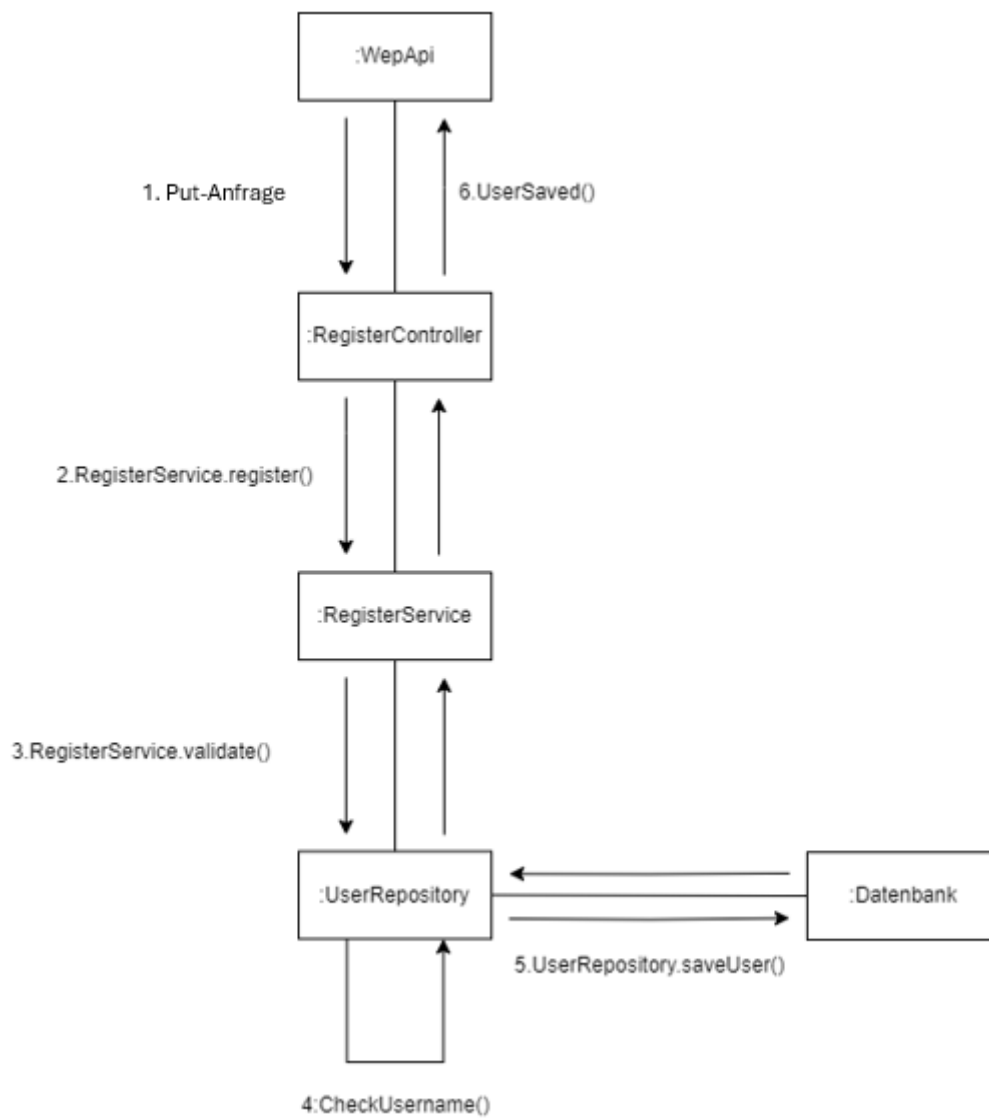 :WepApi
1. Put-Anfrage
6.UserSaved()
:RegisterController
2.RegisterService.register()
:RegisterService
3.RegisterService.validate()
:UserRepository
:Datenbank
5.UserRepository.saveUser()
4:CheckUsername()